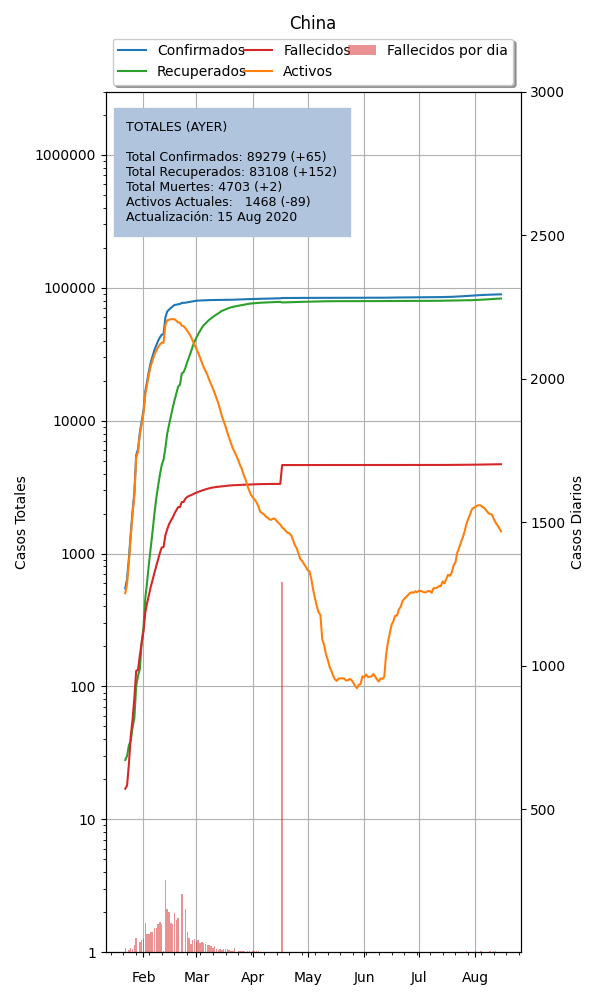 China
Confirmados Fallecidos Fallecidos por dia
Recuperados Activos
TOTALES (AYER)
Total Confirmados: 89279 (+65)
Total Recuperados: 83108 (+152)
Total Muertes: 4703 (+2)
Activos Actuales:   1468 (-89)
Actualización: 15 Aug 2020
1000000
100000
10000
1000
100
10
1
Casos Totales
3000
2500
2000
1500
1000
500
Casos Diarios
Feb Mar Apr May Jun Jul Aug